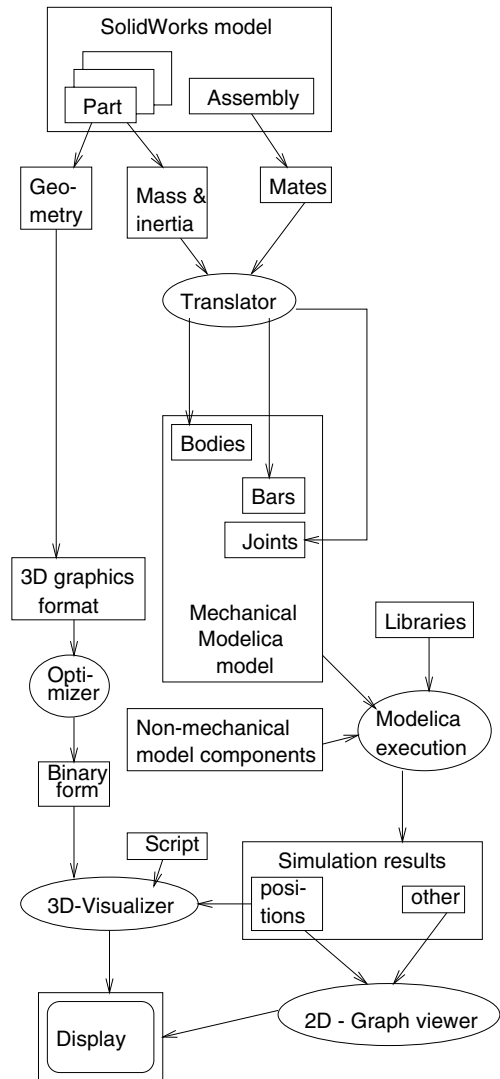 SolidWorks model
Part
Assembly
Geo-
metry
Mass &
inertia
Mates
Translator
Bodies
Bars
Joints
3D graphics
format
Mechanical
Modelica
model
Libraries
Opti-
mizer
Non-mechanical
model components
Modelica
execution
Binary
form
Script
Simulation results
3D-Visualizer
posi-
tions
other
Display
2D - Graph viewer